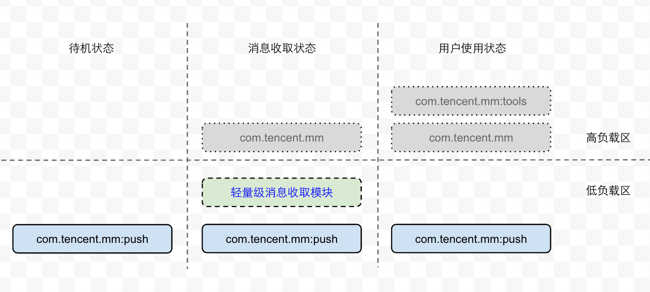 待机状态
消息收取状态
用户使用状态
com.tencent.mm:tools
com.tencent.mm
com.tencent.mm
高负载区
轻量级消息收取模块
低负载区
com.tencent.mm:push
com.tencent.mm:push
com.tencent.mm:push